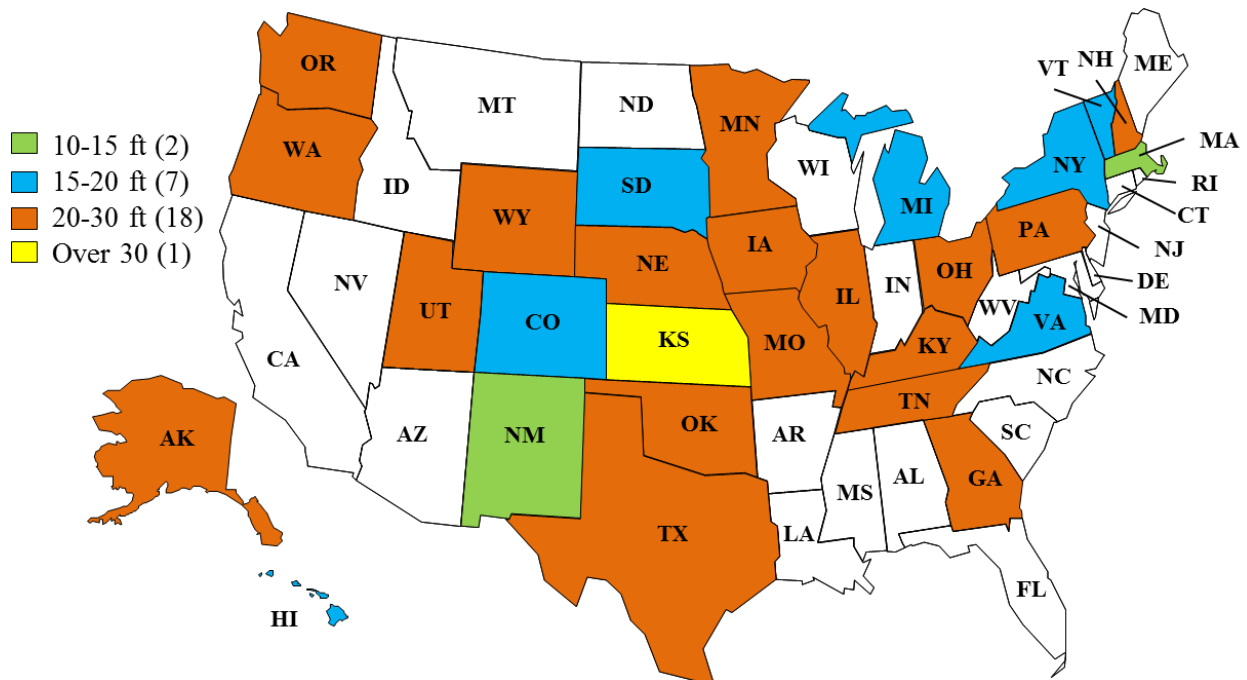 10-15 ft (2)
15-20 ft (7)
20-30 ft (18)
Over 30 (1)
OR
WA
MT
ID
ND
MN
SD
WI
WY
MI
VT
NH
ME
NY
MA
RI
CT
NJ
DE
MD
PA
NV
UT
CO
NE
IA
IL
IN
OH
WV
VA
CA
KS
MO
KY
NC
AZ
NM
OK
AR
TN
SC
AK
TX
LA
MS
AL
GA
FL
HI